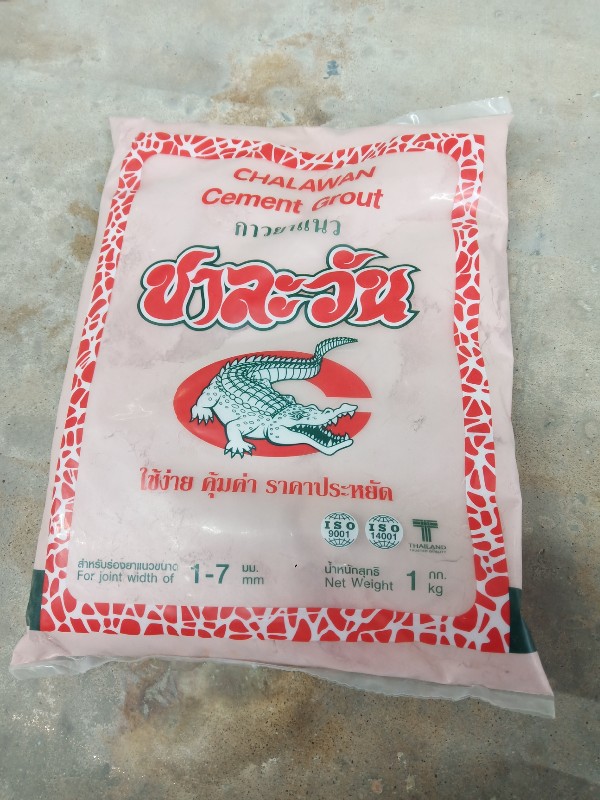 CHALAWAN
Cement Grout
กาวยาแนว
ชาละวัน
ใช้ง่าย คุ้มค่า ราคาประหยัด
ISO
9001
ISO
14001
T
THAILAND
สำหรับร่องยาแนวขนาด 1-7 มม.
For joint width of mm
น้ำหนักสุทธิ 1 กก.
Net Weight kg